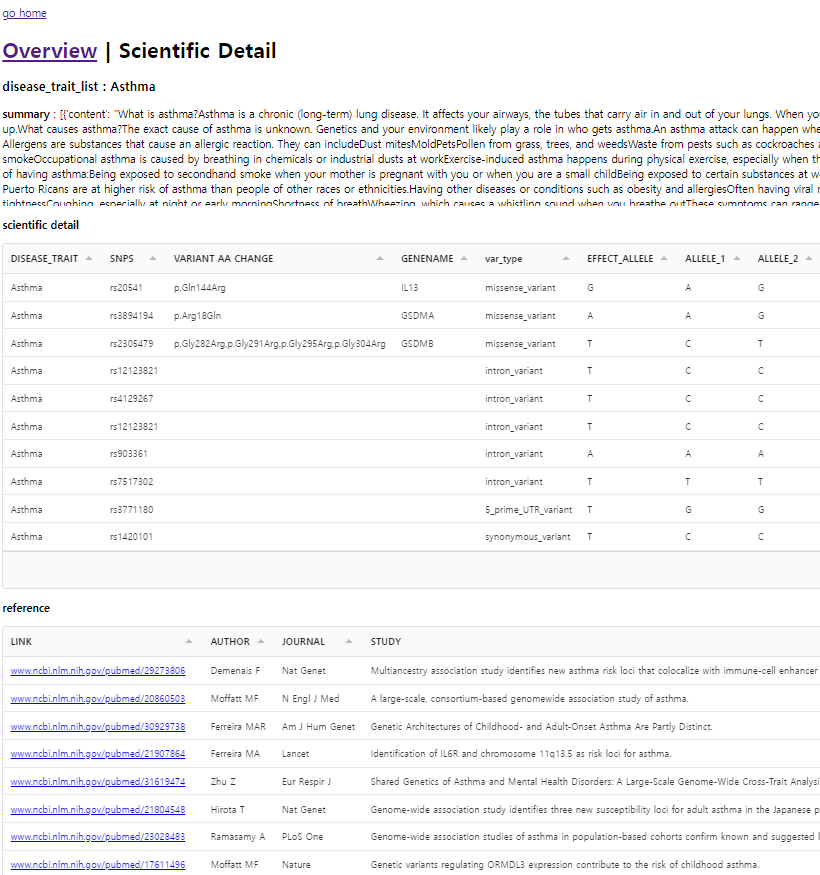 go home
Overview | Scientific Detail
disease_trait_list : Asthma
summary : [{'content': "What is asthma?Asthma is a chronic (long-term) lung disease. It affects your airways, the tubes that carry air in and out of your lungs. When you
up.What causes asthma?The exact cause of asthma is unknown. Genetics and your environment likely play a role in who gets asthma.An asthma attack can happen whe
Allergens are substances that cause an allergic reaction. They can includeDust mitesMoldPetsPollen from grass, trees, and weedsWaste from pests such as cockroaches a
smokeOccupational asthma is caused by breathing in chemicals or industrial dusts at workExercise-induced asthma happens during physical exercise, especially when th
of having asthma:Being exposed to secondhand smoke when your mother is pregnant with you or when you are a small childBeing exposed to certain substances at w
Puerto Ricans are at higher risk of asthma than people of other races or ethnicities.Having other diseases or conditions such as obesity and allergiesOften having viral r
tightnessCoughing, especially at night or early morningShortness of breathWheezing, which causes a whistling sound when you breathe outThese symptoms can range
scientific detail
DISEASE_TRAIT SNPS VARIANT AA CHANGE GENENAME var_type EFFECT_ALLELE ALLELE_1 ALLELE_2
Asthma rs20541 p.Gln144Arg IL13 missense_variant G A G
Asthma rs3894194 p.Arg18Gln GSDMA missense_variant A A G
Asthma rs2305479 p.Gly282Arg,p.Gly291Arg,p.Gly295Arg,p.Gly304Arg GSDMB missense_variant T C T
Asthma rs12123821 intron_variant T C C
Asthma rs4129267 intron_variant T C C
Asthma rs12123821 intron_variant T C C
Asthma rs903361 intron_variant A A A
Asthma rs7517302 intron_variant T T T
Asthma rs3771180 5_prime_UTR_variant T G G
Asthma rs1420101 synonymous_variant T C C
reference
LINK AUTHOR JOURNAL STUDY
www.ncbi.nlm.nih.gov/pubmed/29273806 Demenais F Nat Genet Multiancestry association study identifies new asthma risk loci that colocalize with immune-cell enhancer
www.ncbi.nlm.nih.gov/pubmed/20860503 Moffatt MF N Engl J Med A large-scale, consortium-based genomewide association study of asthma.
www.ncbi.nlm.nih.gov/pubmed/30929738 Ferreira MAR Am J Hum Genet Genetic Architectures of Childhood- and Adult-Onset Asthma Are Partly Distinct.
www.ncbi.nlm.nih.gov/pubmed/21907864 Ferreira MA Lancet Identification of IL6R and chromosome 11q13.5 as risk loci for asthma.
www.ncbi.nlm.nih.gov/pubmed/31619474 Zhu Z Eur Respir J Shared Genetics of Asthma and Mental Health Disorders: A Large-Scale Genome-Wide Cross-Trait Analysi
www.ncbi.nlm.nih.gov/pubmed/21804548 Hirota T Nat Genet Genome-wide association study identifies three new susceptibility loci for adult asthma in the Japanese p
www.ncbi.nlm.nih.gov/pubmed/23028483 Ramasamy A PLoS One Genome-wide association studies of asthma in population-based cohorts confirm known and suggested l
www.ncbi.nlm.nih.gov/pubmed/17611496 Moffatt MF Nature Genetic variants regulating ORMDL3 expression contribute to the risk of childhood asthma.